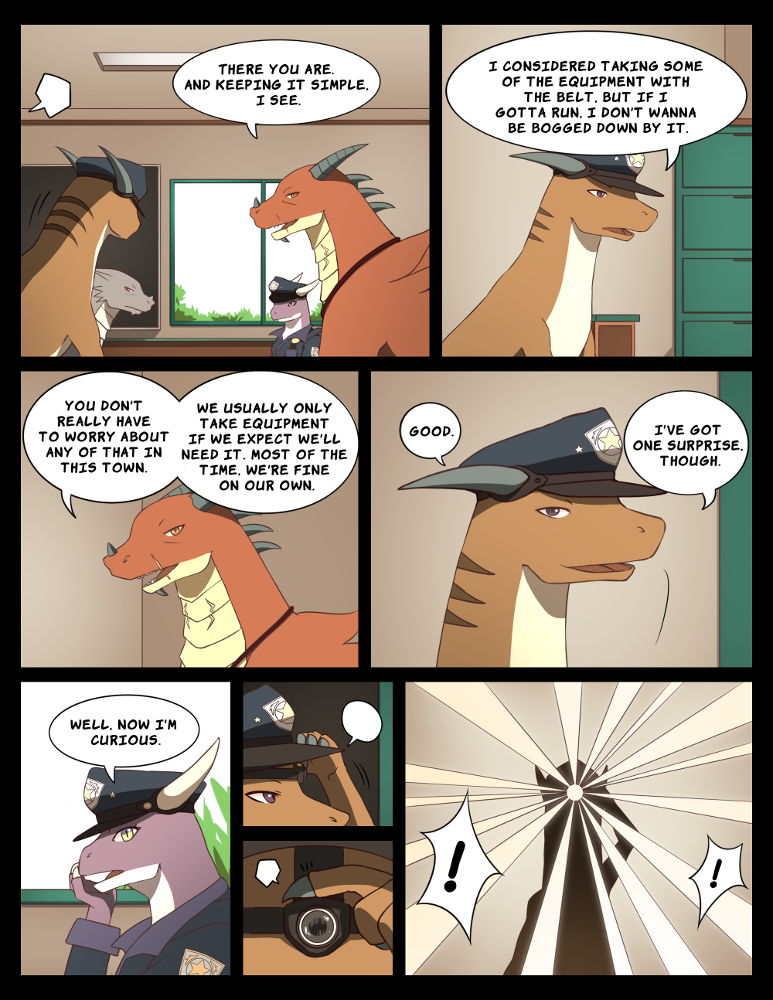 THERE YOU ARE.
AND KEEPING IT SIMPLE,
I SEE.
I CONSIDERED TAKING SOME
OF THE EQUIPMENT WITH
THE BELT, BUT IF I
GOTTA RUN, I DON'T WANNA
BE BOGGED DOWN BY IT.
YOU DON'T
REALLY HAVE
TO WORRY ABOUT
ANY OF THAT IN
THIS TOWN.
WE USUALLY ONLY
TAKE EQUIPMENT
IF WE EXPECT WE'LL
NEED IT. MOST OF THE
TIME, WE'RE FINE
ON OUR OWN.
GOOD.
I'VE GOT
ONE SURPRISE,
THOUGH.
WELL, NOW I'M
CURIOUS.
!
!